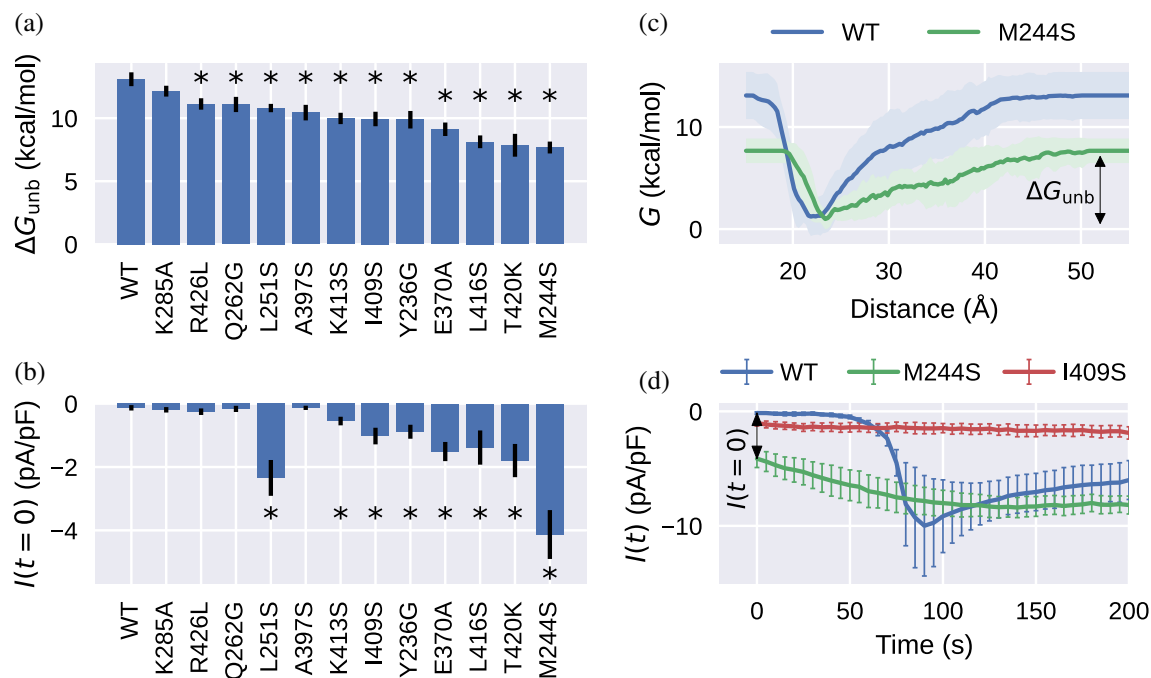 (a)
ΔG_unb (kcal/mol)
10
5
0
* * * * * * * * * * *
WT K285A R426L Q262G L251S A397S K413S I409S Y236G E370A L416S T420K M244S
(b)
I(t = 0) (pA/pF)
0
−2
−4
* * * * * * * *
WT K285A R426L Q262G L251S A397S K413S I409S Y236G E370A L416S T420K M244S
(c)
WT M244S
G (kcal/mol)
10
0
ΔG_unb
20 30 40 50
Distance (Å)
(d)
WT M244S I409S
I(t) (pA/pF)
0
−10
I(t = 0)
0 50 100 150 200
Time (s)